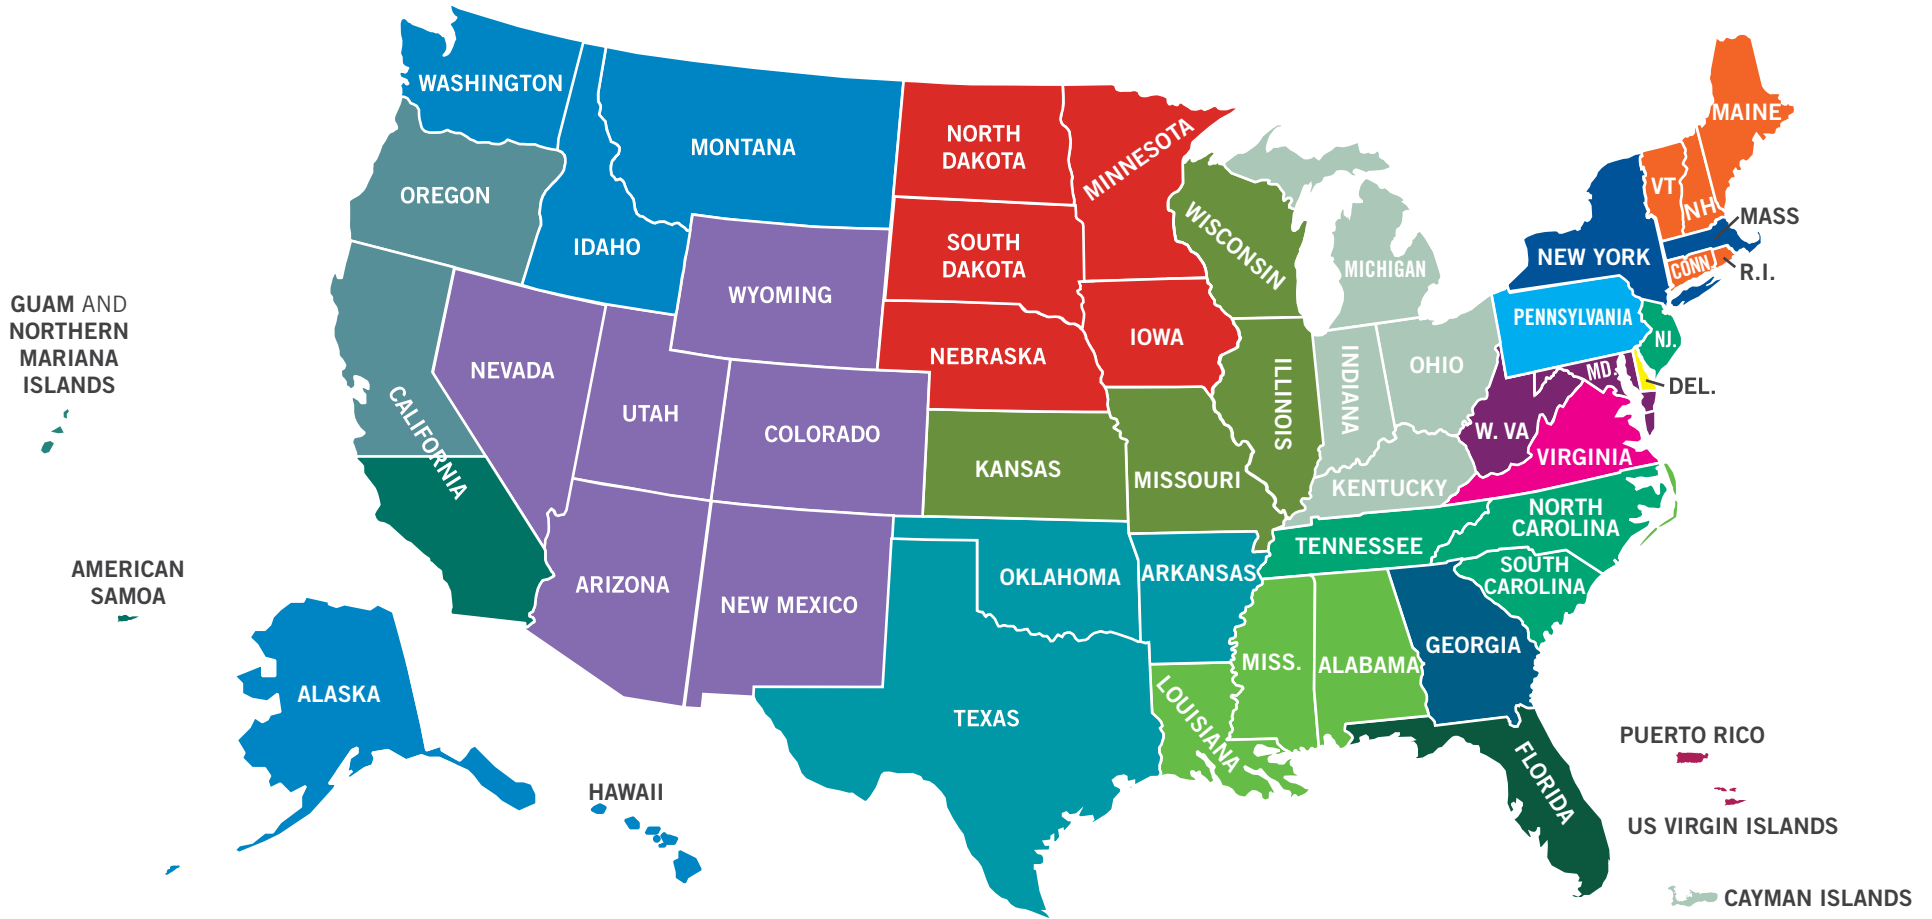 WASHINGTON
MONTANA
NORTH
DAKOTA
MINNESOTA
MAINE
OREGON
IDAHO
SOUTH
DAKOTA
WISCONSIN
MICHIGAN
VT
NH
MASS
NEW YORK
CONN.
R.I.
GUAM AND
NORTHERN
MARIANA
ISLANDS
WYOMING
IOWA
PENNSYLVANIA
NJ.
NEVADA
NEBRASKA
ILLINOIS
INDIANA
OHIO
MD.
DEL.
CALIFORNIA
UTAH
COLORADO
KANSAS
MISSOURI
KENTUCKY
W. VA
VIRGINIA
NORTH
CAROLINA
TENNESSEE
AMERICAN
SAMOA
ARIZONA
NEW MEXICO
OKLAHOMA
ARKANSAS
SOUTH
CAROLINA
MISS.
ALABAMA
GEORGIA
ALASKA
TEXAS
LOUISIANA
FLORIDA
PUERTO RICO
HAWAII
US VIRGIN ISLANDS
CAYMAN ISLANDS